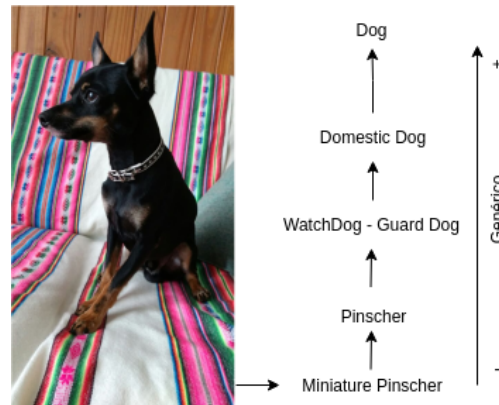 Dog
+
Domestic Dog
WatchDog - Guard Dog
Genérico
Pinscher
-
Miniature Pinscher